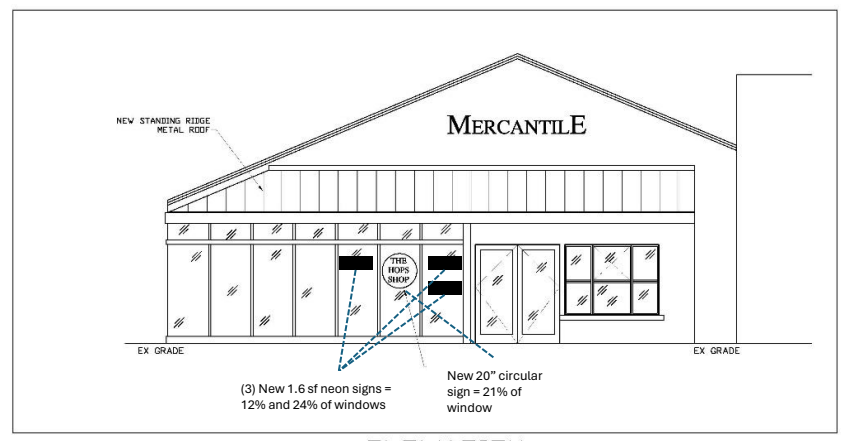 NEW STANDING RIDGE
METAL ROOF
MERCANTILE
THE
HOPS
SHOP
EX GRADE
EX GRADE
(3) New 1.6 sf neon signs =
12% and 24% of windows
New 20” circular
sign = 21% of
window